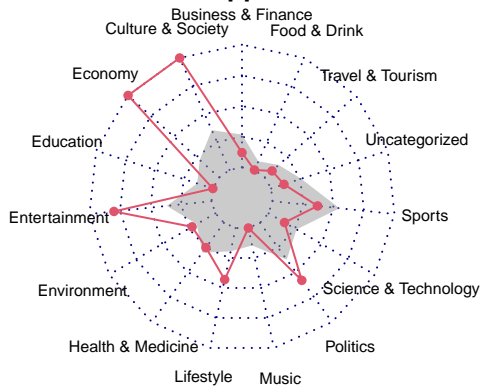 Business & Finance
Culture & Society
Food & Drink
Economy
Travel & Tourism
Education
Uncategorized
Entertainment
Sports
Environment
Science & Technology
Health & Medicine
Politics
Lifestyle
Music